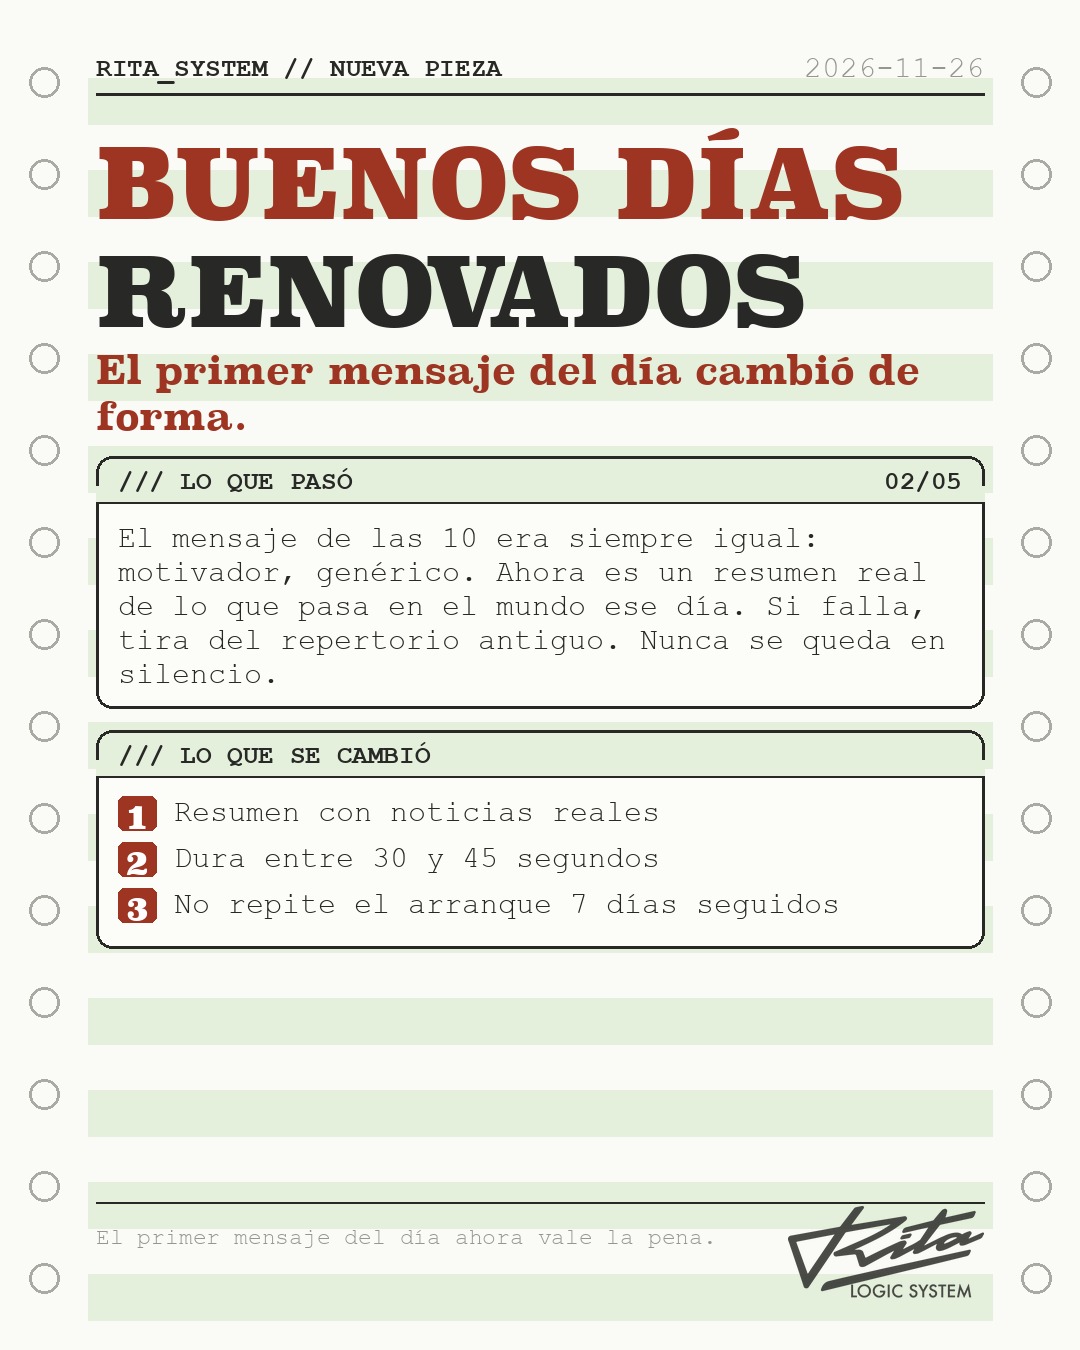 RITA_SYSTEM // NUEVA PIEZA
2026-11-26
BUENOS DÍAS
RENOVADOS
El primer mensaje del día cambió de
forma.
/// LO QUE PASÓ
02/05
El mensaje de las 10 era siempre igual:
motivador, genérico. Ahora es un resumen real
de lo que pasa en el mundo ese día. Si falla,
tira del repertorio antiguo. Nunca se queda en
silencio.
/// LO QUE SE CAMBIÓ
1 Resumen con noticias reales
2 Dura entre 30 y 45 segundos
3 No repite el arranque 7 días seguidos
El primer mensaje del día ahora vale la pena.
Rita
LOGIC SYSTEM